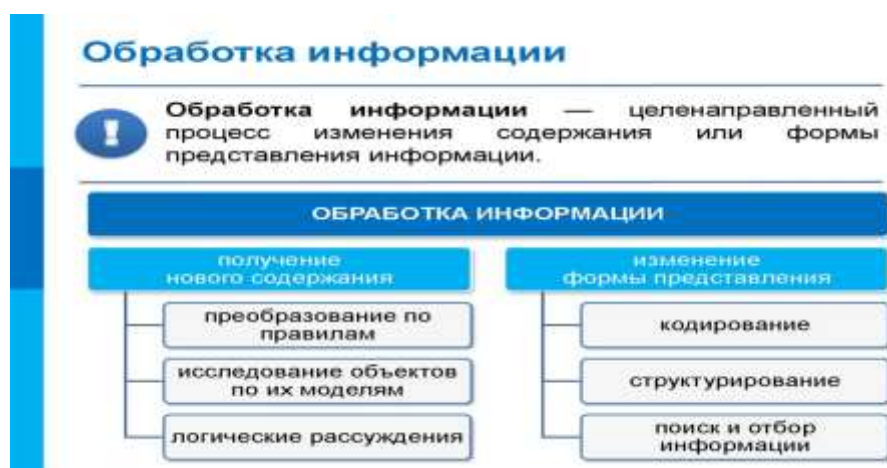 Обработка информации
!
Обработка информации — целенаправленный
процесс изменения содержания или формы
представления информации.
ОБРАБОТКА ИНФОРМАЦИИ
получение
нового содержания
преобразование по
правилам
исследование объектов
по их моделям
логические рассуждения
изменение
формы представления
кодирование
структурирование
поиск и отбор
информации